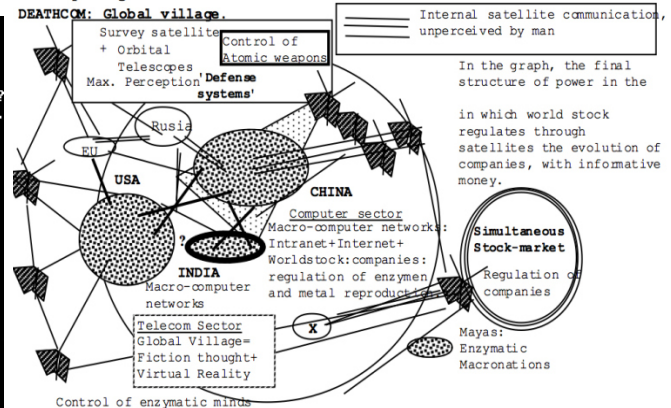 DEATHCOM: Global village.
Survey satellite
+ Orbital
Telescopes
Max. Perception
'Defense
systems'
Control of
Atomic weapons
Internal satellite communication,
unperceived by man
In the graph, the final
structure of power in the
in which world stock
regulates through
satellites the evolution of
companies, with informative
money.
?
Rusia
EU
USA
CHINA
?
INDIA
Computer sector
Macro-computer networks:
Intranet+Internet+
Worldstock:companies:
regulation of enzymen
and metal reproduction.
Macro-computer
networks
Simultaneous
Stock-market
Regulation of
companies
Telecom Sector
Global Village=
Fiction thought+
Virtual Reality
X
Mayas:
Enzymatic
Macronations
Control of enzymatic minds